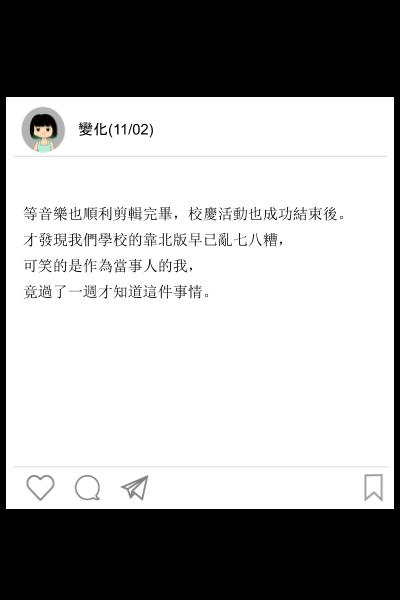 變化(11/02)
等音樂也順利剪輯完畢，校慶活動也成功結束後。
才發現我們學校的靠北版早已亂七八糟，
可笑的是作為當事人的我，
竟過了一週才知道這件事情。